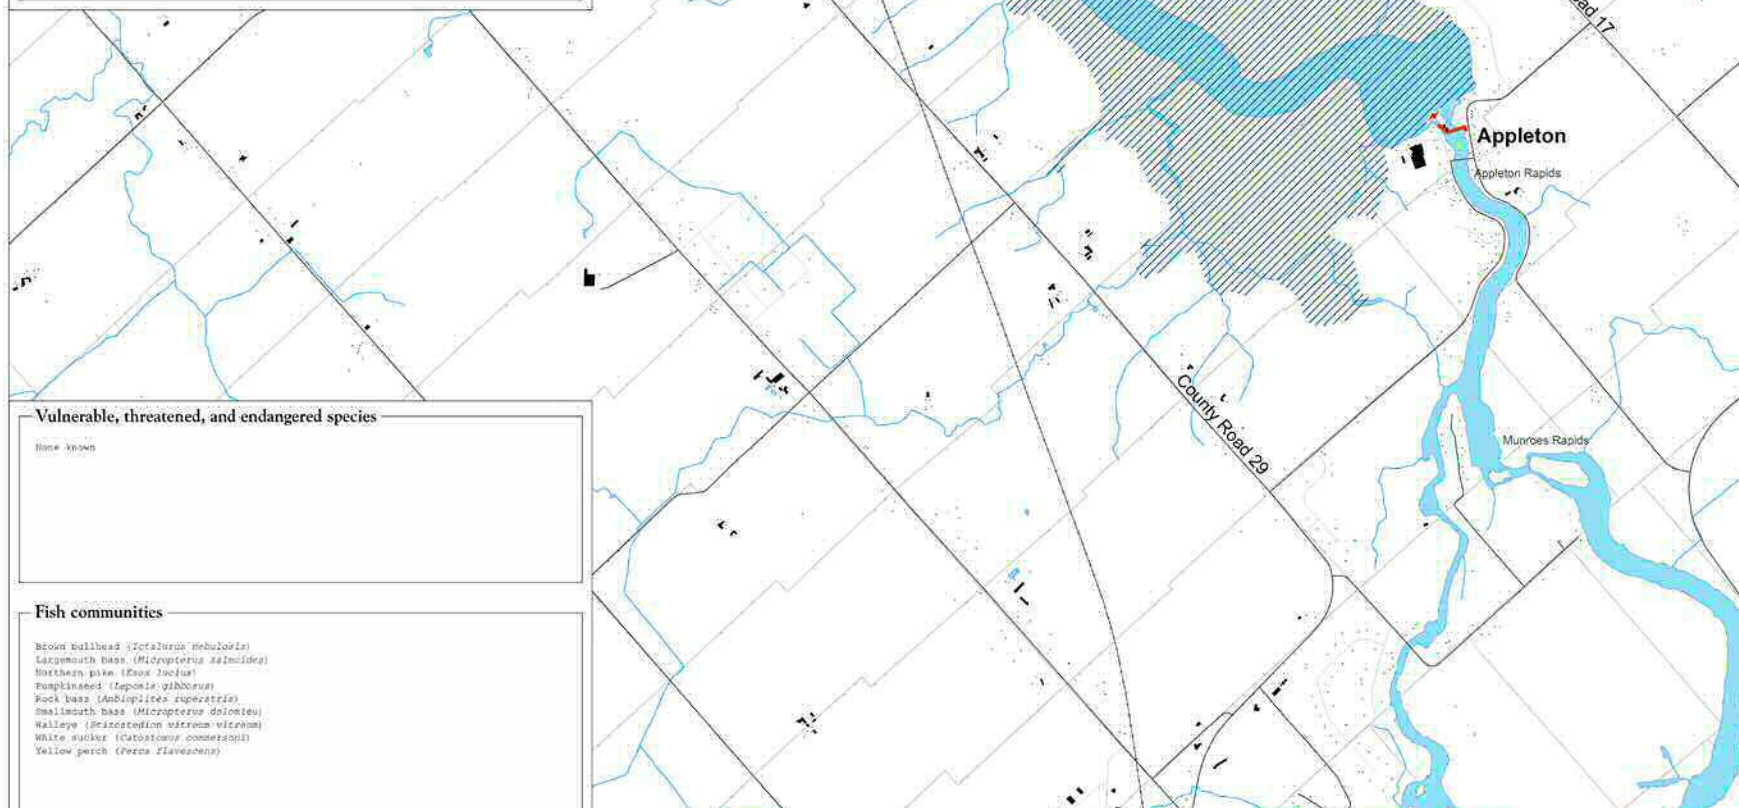 ad 17
Appleton
Appleton Rapids
County Road 29
Munroes Rapids
Vulnerable, threatened, and endangered species
None known
Fish communities
Brown bullhead (Ictalurus nebulosis)
Largemouth bass (Micropterus salmoides)
Northern pike (Esox lucius)
Pumpkinseed (Lepomis gibbosus)
Rock bass (Ambloplites ruperstris)
Smallmouth bass (Micropterus dolomieu)
Walleye (Stizostedion vitreum vitreum)
White sucker (Catostomus commersoni)
Yellow perch (Perca flavescens)